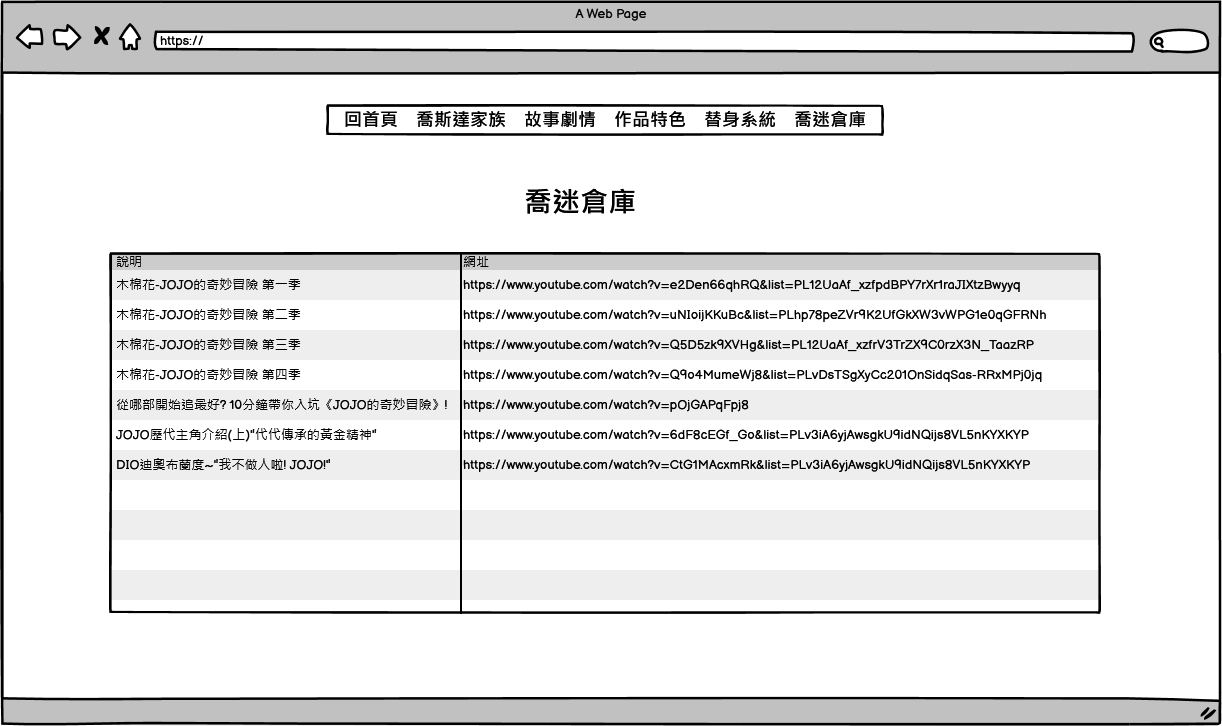 A Web Page
https://
回首頁 喬斯達家族 故事劇情 作品特色 替身系統 喬迷倉庫
喬迷倉庫
說明 網址
木棉花-JOJO的奇妙冒險 第一季 https://www.youtube.com/watch?v=e2Den66qhRQ&list=PL12UaAf_xzfpdBPY7rXr1raJIXtzBwyyq
木棉花-JOJO的奇妙冒險 第二季 https://www.youtube.com/watch?v=uNIoijKKuBc&list=PLhp78peZVr9K2UfGkXW3vWPG1e0qGFRNh
木棉花-JOJO的奇妙冒險 第三季 https://www.youtube.com/watch?v=Q5D5zk9XVHg&list=PL12UaAf_xzfrV3TrZX9C0rzX3N_TaazRP
木棉花-JOJO的奇妙冒險 第四季 https://www.youtube.com/watch?v=Q9o4MumeWj8&list=PLvDsTSgXyCc201OnSidqSas-RRxMPj0jq
從哪部開始追最好? 10分鐘帶你入坑《JOJO的奇妙冒險》! https://www.youtube.com/watch?v=pOjGAPqFpj8
JOJO歷代主角介紹(上)"代代傳承的黃金精神" https://www.youtube.com/watch?v=6dF8cEGf_Go&list=PLv3iA6yjAwsgkU9idNQijs8VL5nKYXKYP
DIO迪奧布蘭度~"我不做人啦! JOJO!" https://www.youtube.com/watch?v=CtG1MAcxmRk&list=PLv3iA6yjAwsgkU9idNQijs8VL5nKYXKYP